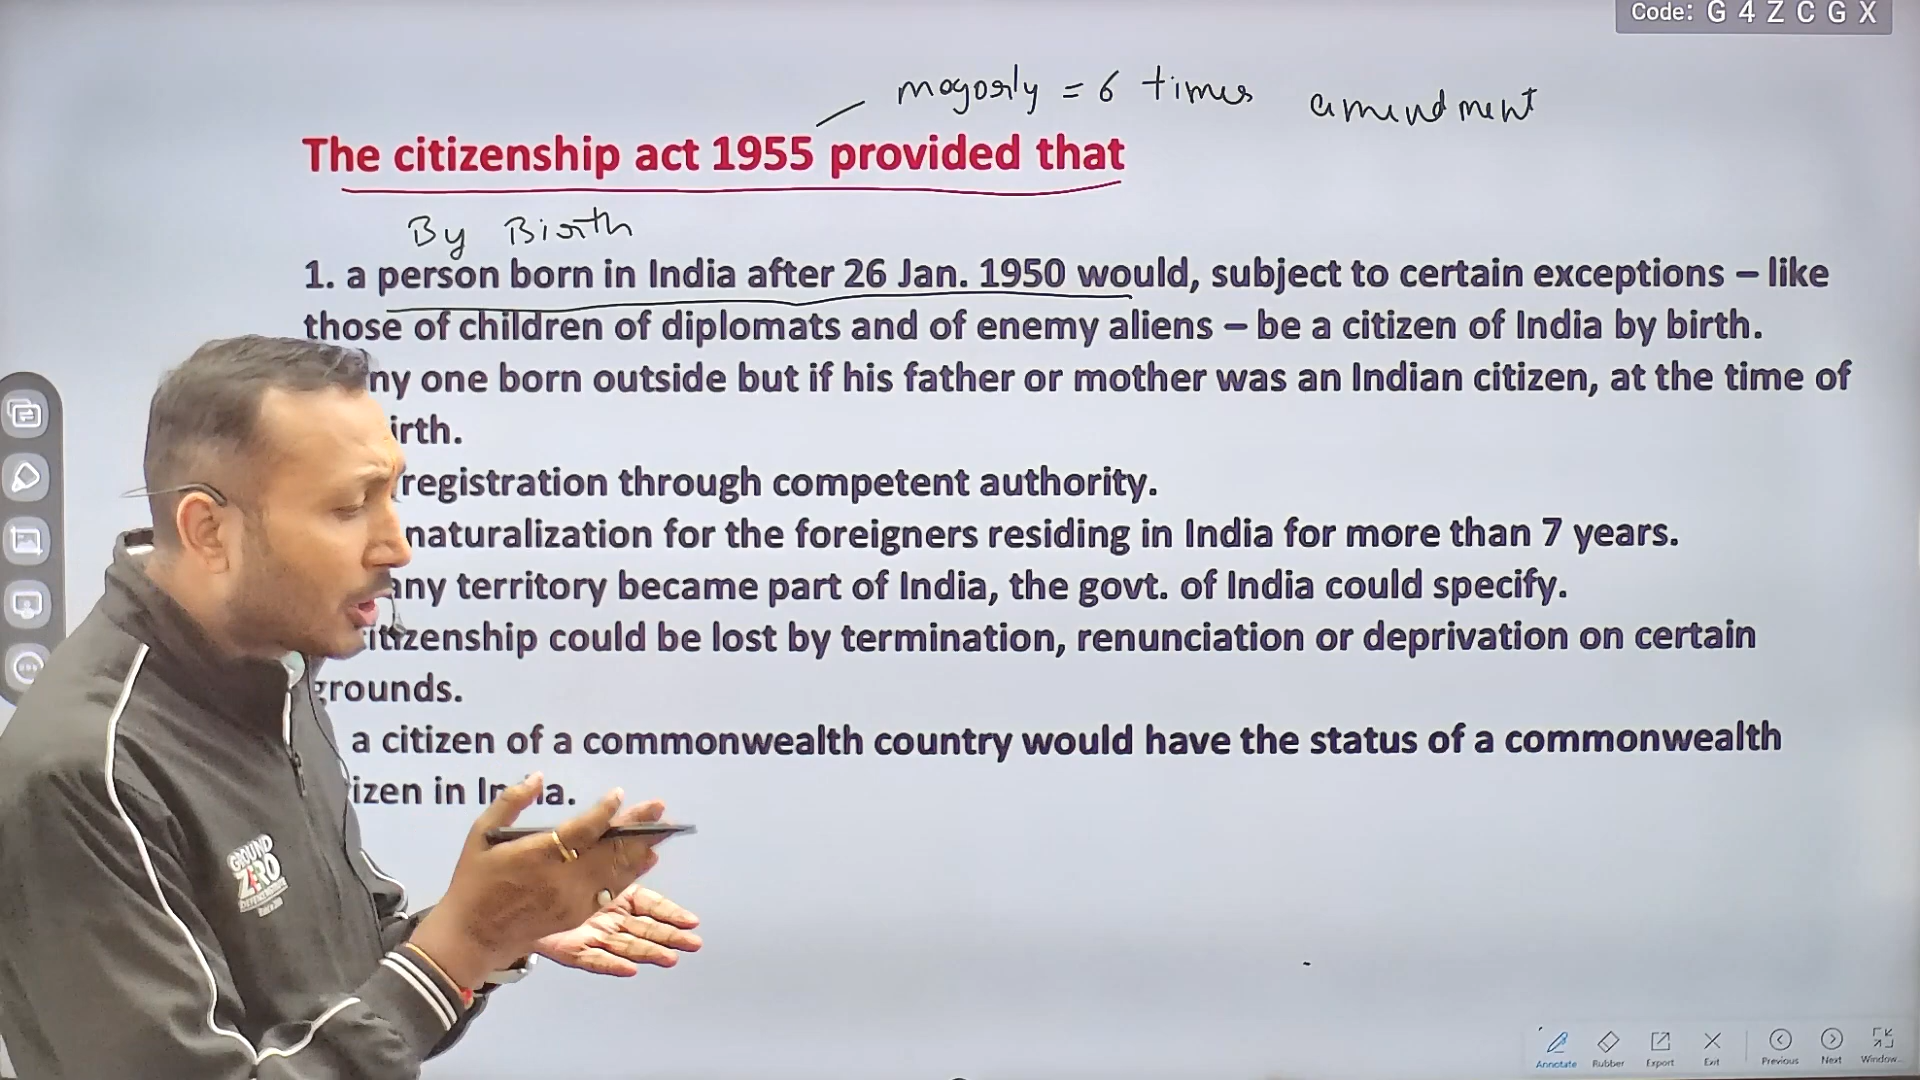 Code: G 4 Z C G X
mogorly = 6 times amendment
The citizenship act 1955 provided that
By Birth
1. a person born in India after 26 Jan. 1950 would, subject to certain exceptions – like
those of children of diplomats and of enemy aliens – be a citizen of India by birth.
ny one born outside but if his father or mother was an Indian citizen, at the time of
irth.
registration through competent authority.
naturalization for the foreigners residing in India for more than 7 years.
any territory became part of India, the govt. of India could specify.
itizenship could be lost by termination, renunciation or deprivation on certain
grounds.
a citizen of a commonwealth country would have the status of a commonwealth
izen in India.
GROUND
ZERO
Annotate Rubber Export Exit Previous Next Window...